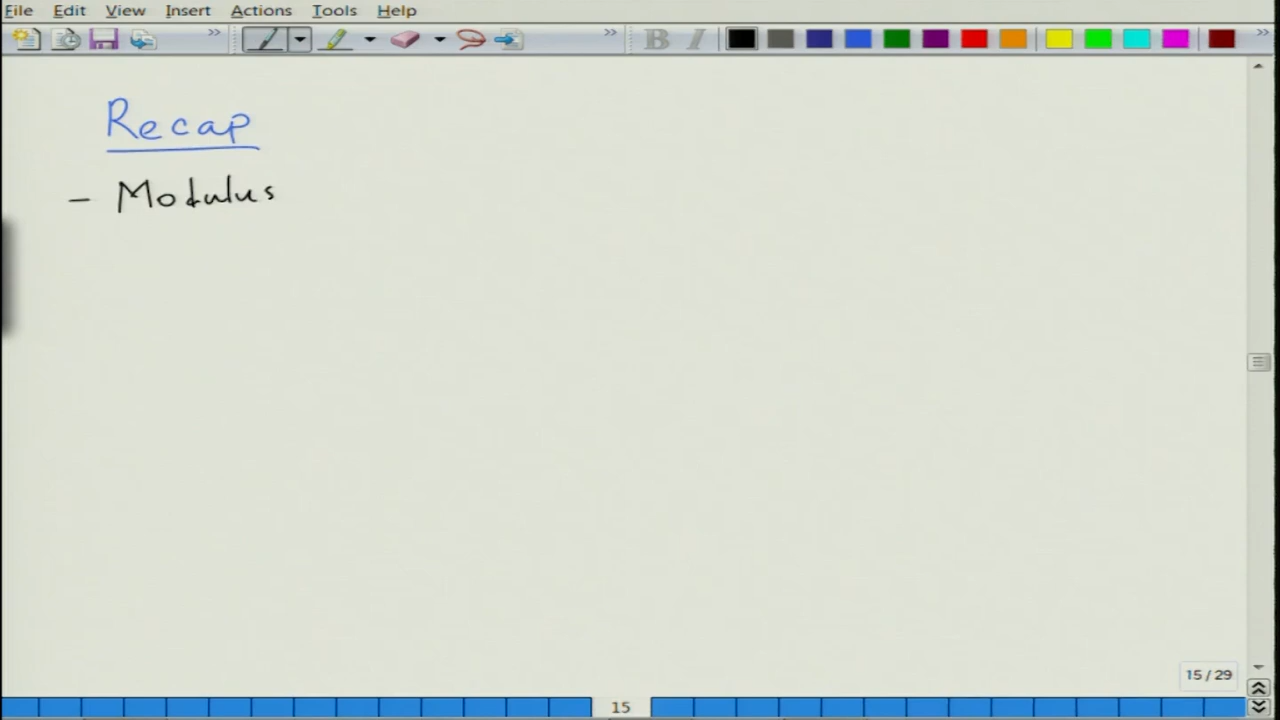 File Edit View Insert Actions Tools Help
B I
Recap
- Modulus
15 / 29
15